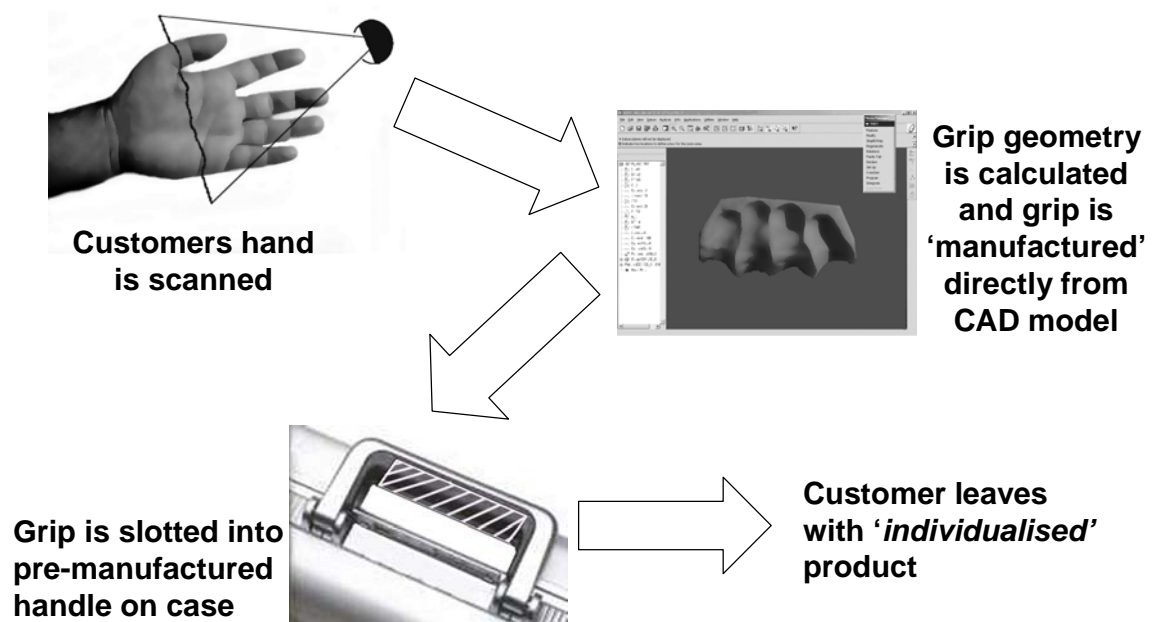 Customers hand
is scanned
Grip geometry
is calculated
and grip is
‘manufactured’
directly from
CAD model
Grip is slotted into
pre-manufactured
handle on case
Customer leaves
with ‘individualised’
product